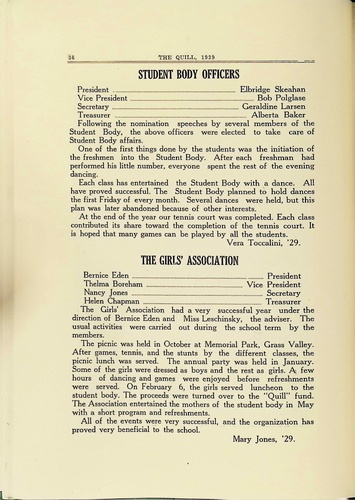 36 THE QUILL, 1929
STUDENT BODY OFFICERS
President Elbridge Skeahan
Vice President Bob Polglase
Secretary Geraldine Larsen
Treasurer Alberta Baker
Following the nomination speeches by several members of the
Student Body, the above officers were elected to take care of
Student Body affairs.
One of the first things done by the students was the initiation of
the freshmen into the Student Body. After each freshman had
performed his little number, everyone spent the rest of the evening
dancing.
Each class has entertained the Student Body with a dance. All
have proved successful. The Student Body planned to hold dances
the first Friday of every month. Several dances were held, but this
plan was later abandoned because of other interests.
At the end of the year our tennis court was completed. Each class
contributed its share toward the completion of the tennis court. It
is hoped that many games can be played by all the students.
Vera Toccalini, '29.
THE GIRLS' ASSOCIATION
Bernice Eden President
Thelma Boreham Vice President
Nancy Jones Secretary
Helen Chapman Treasurer
The Girls' Association had a very successful year under the
direction of Bernice Eden and Miss Leschinsky, the adviser. The
usual activities were carried out during the school term by the
members.
The picnic was held in October at Memorial Park, Grass Valley.
After games, tennis, and the stunts by the different classes, the
picnic lunch was served. The annual party was held in January.
Some of the girls were dressed as boys and the rest as girls. A few
hours of dancing and games were enjoyed before refreshments
were served. On February 6, the girls served luncheon to the
student body. The proceeds were turned over to the "Quill" fund.
The Association entertained the mothers of the student body in May
with a short program and refreshments.
All of the events were very successful, and the organization has
proved very beneficial to the school.
Mary Jones, '29.